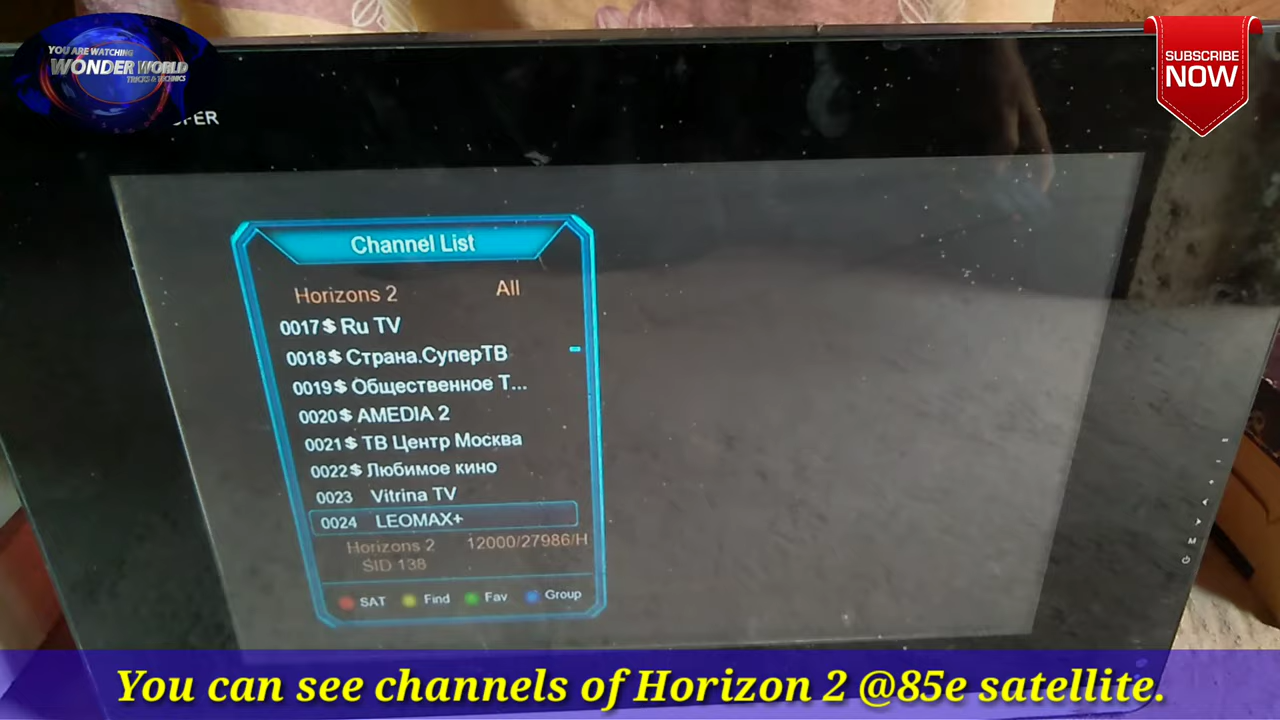 YOU ARE WATCHING
WONDER WORLD
TRICKS & TECHNICS
SUBSCRIBE
NOW
Channel List
Horizons 2 All
0017 $ Ru TV
0018 $ Страна.СуперТВ
0019 $ Общественное Т...
0020 $ AMEDIA 2
0021 $ ТВ Центр Москва
0022 $ Любимое кино
0023 Vitrina TV
0024 LEOMAX+
Horizons 2 12000/27986/H
SID 138
SAT Find Fav Group
M
You can see channels of Horizon 2 @85e satellite.